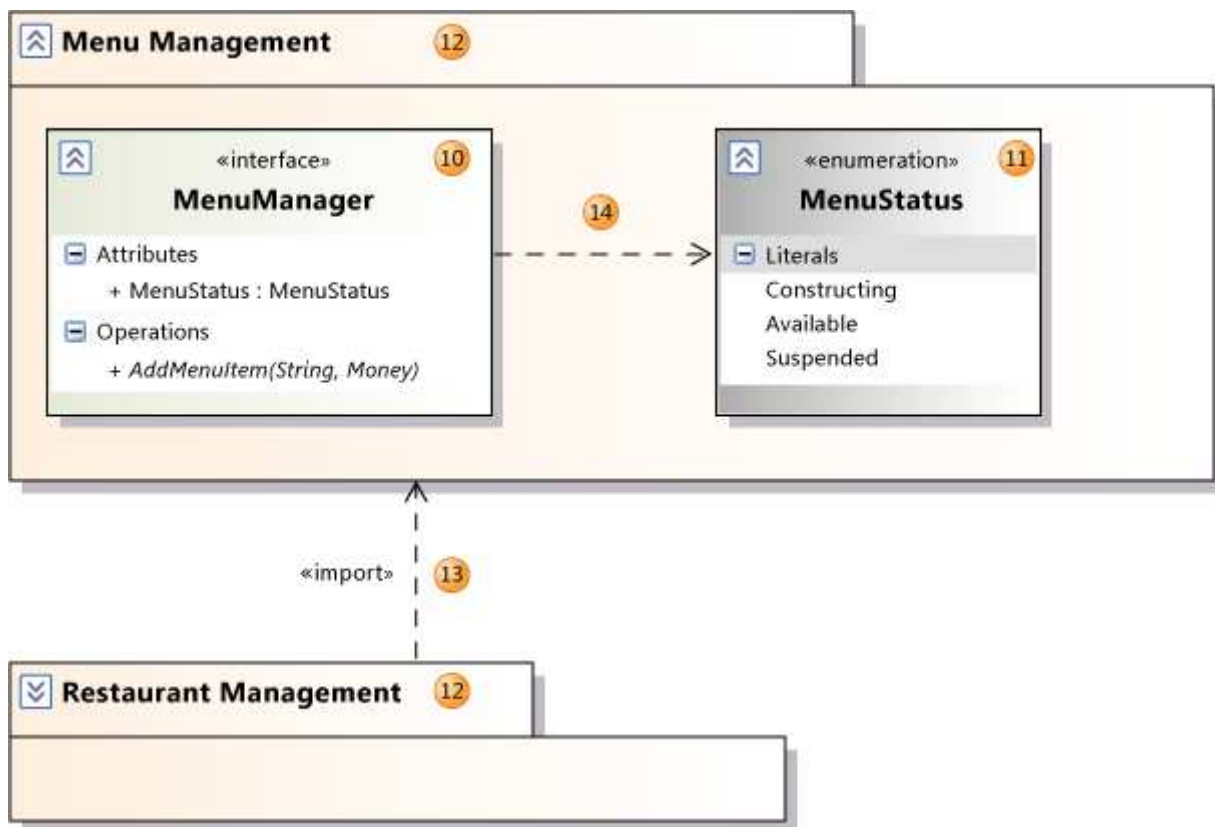 Menu Management 12
«interface» 10
MenuManager
Attributes
+ MenuStatus : MenuStatus
Operations
+ AddMenuItem(String, Money)
14
«enumeration» 11
MenuStatus
Literals
Constructing
Available
Suspended
«import» 13
Restaurant Management 12